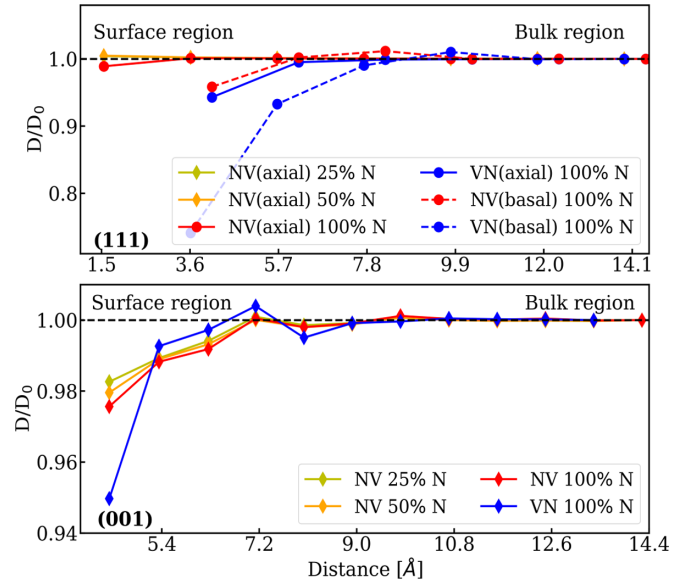 Surface region
Bulk region
1.0
0.9
0.8
D/D0
NV(axial) 25% N
NV(axial) 50% N
NV(axial) 100% N
VN(axial) 100% N
NV(basal) 100% N
VN(basal) 100% N
(111)
1.5 3.6 5.7 7.8 9.9 12.0 14.1
Surface region
Bulk region
1.00
0.98
0.96
0.94
D/D0
NV 25% N
NV 50% N
NV 100% N
VN 100% N
(001)
5.4 7.2 9.0 10.8 12.6 14.4
Distance [Å]